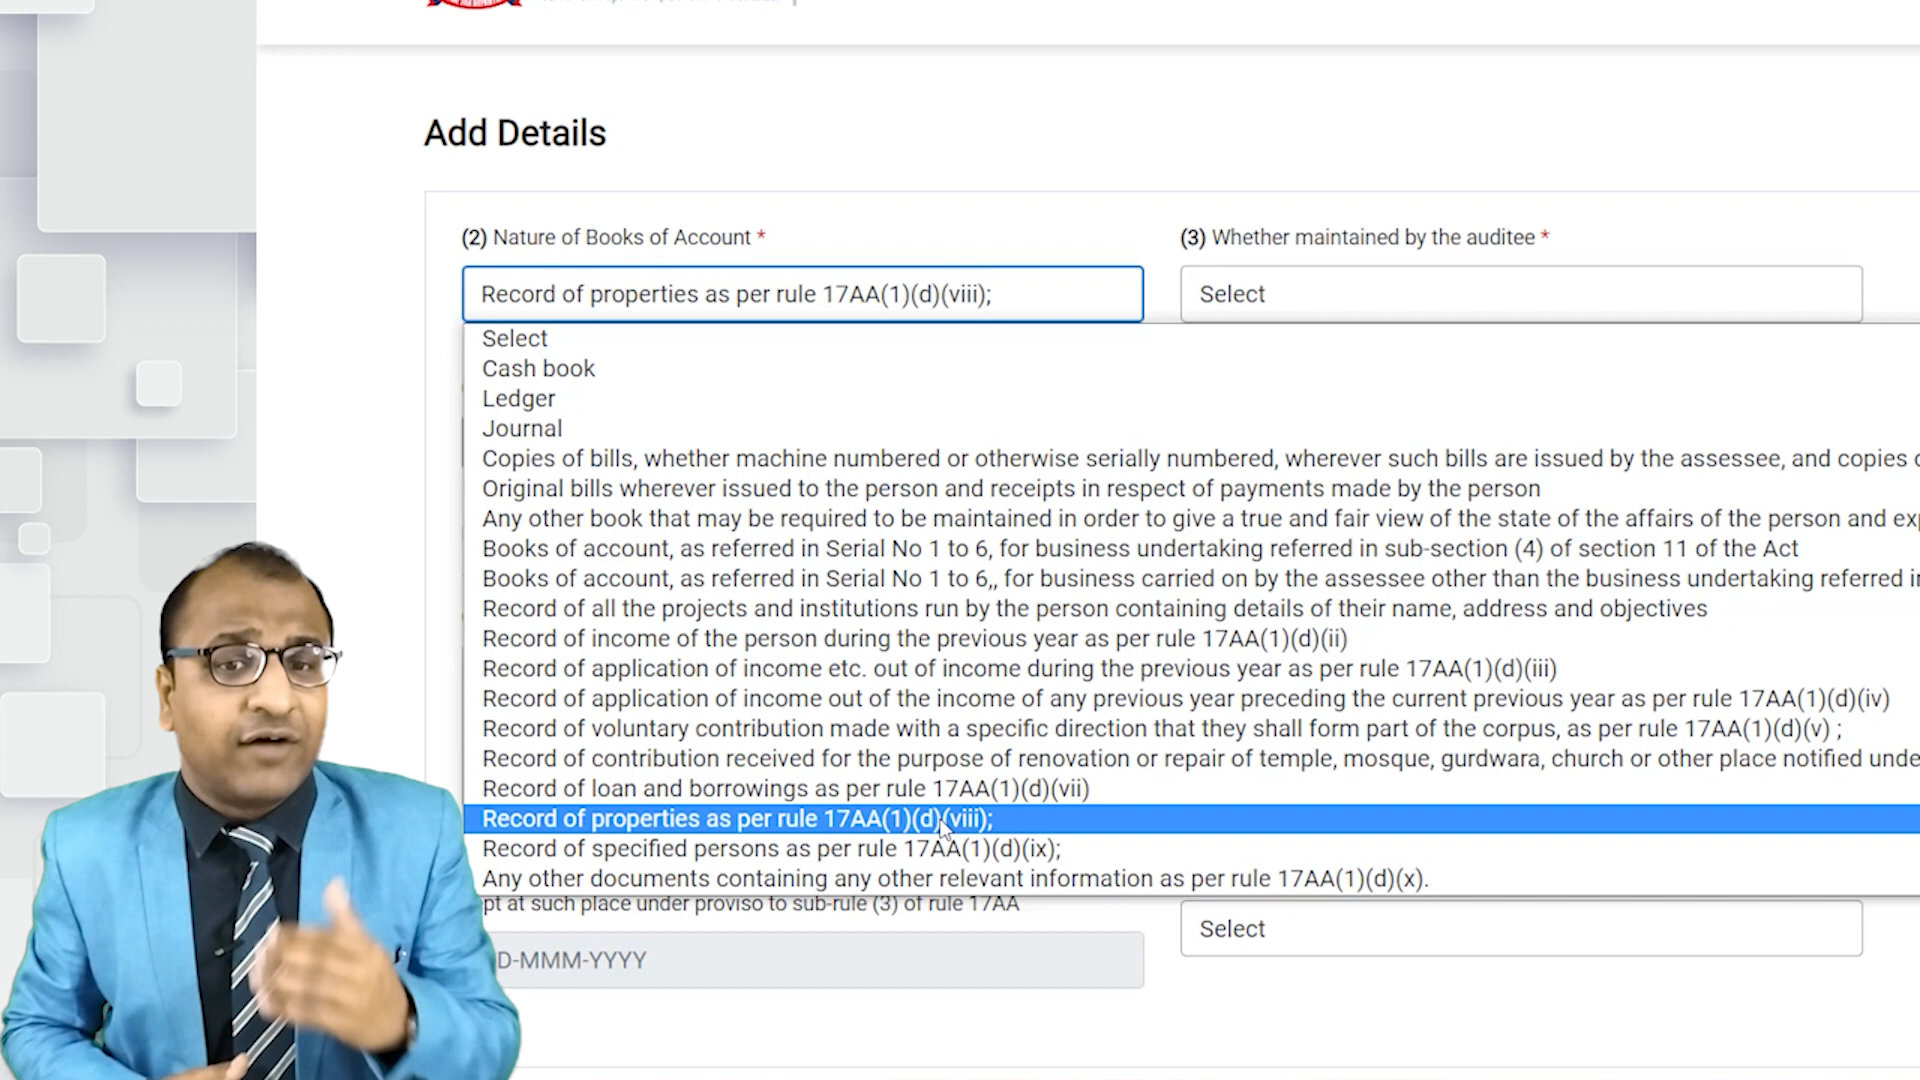 Add Details
(2) Nature of Books of Account *
(3) Whether maintained by the auditee *
Record of properties as per rule 17AA(1)(d)(viii);
Select
Select
Cash book
Ledger
Journal
Copies of bills, whether machine numbered or otherwise serially numbered, wherever such bills are issued by the assessee, and copies
Original bills wherever issued to the person and receipts in respect of payments made by the person
Any other book that may be required to be maintained in order to give a true and fair view of the state of the affairs of the person and
Books of account, as referred in Serial No 1 to 6, for business undertaking referred in sub-section (4) of section 11 of the Act
Books of account, as referred in Serial No 1 to 6,, for business carried on by the assessee other than the business undertaking referred
Record of all the projects and institutions run by the person containing details of their name, address and objectives
Record of income of the person during the previous year as per rule 17AA(1)(d)(ii)
Record of application of income etc. out of income during the previous year as per rule 17AA(1)(d)(iii)
Record of application of income out of the income of any previous year preceding the current previous year as per rule 17AA(1)(d)(iv)
Record of voluntary contribution made with a specific direction that they shall form part of the corpus, as per rule 17AA(1)(d)(v) ;
Record of contribution received for the purpose of renovation or repair of temple, mosque, gurdwara, church or other place notified
Record of loan and borrowings as per rule 17AA(1)(d)(vii)
Record of properties as per rule 17AA(1)(d)(viii);
Record of specified persons as per rule 17AA(1)(d)(ix);
Any other documents containing any other relevant information as per rule 17AA(1)(d)(x).
pt at such place under proviso to sub-rule (3) of rule 17AA
Select
D-MMM-YYYY